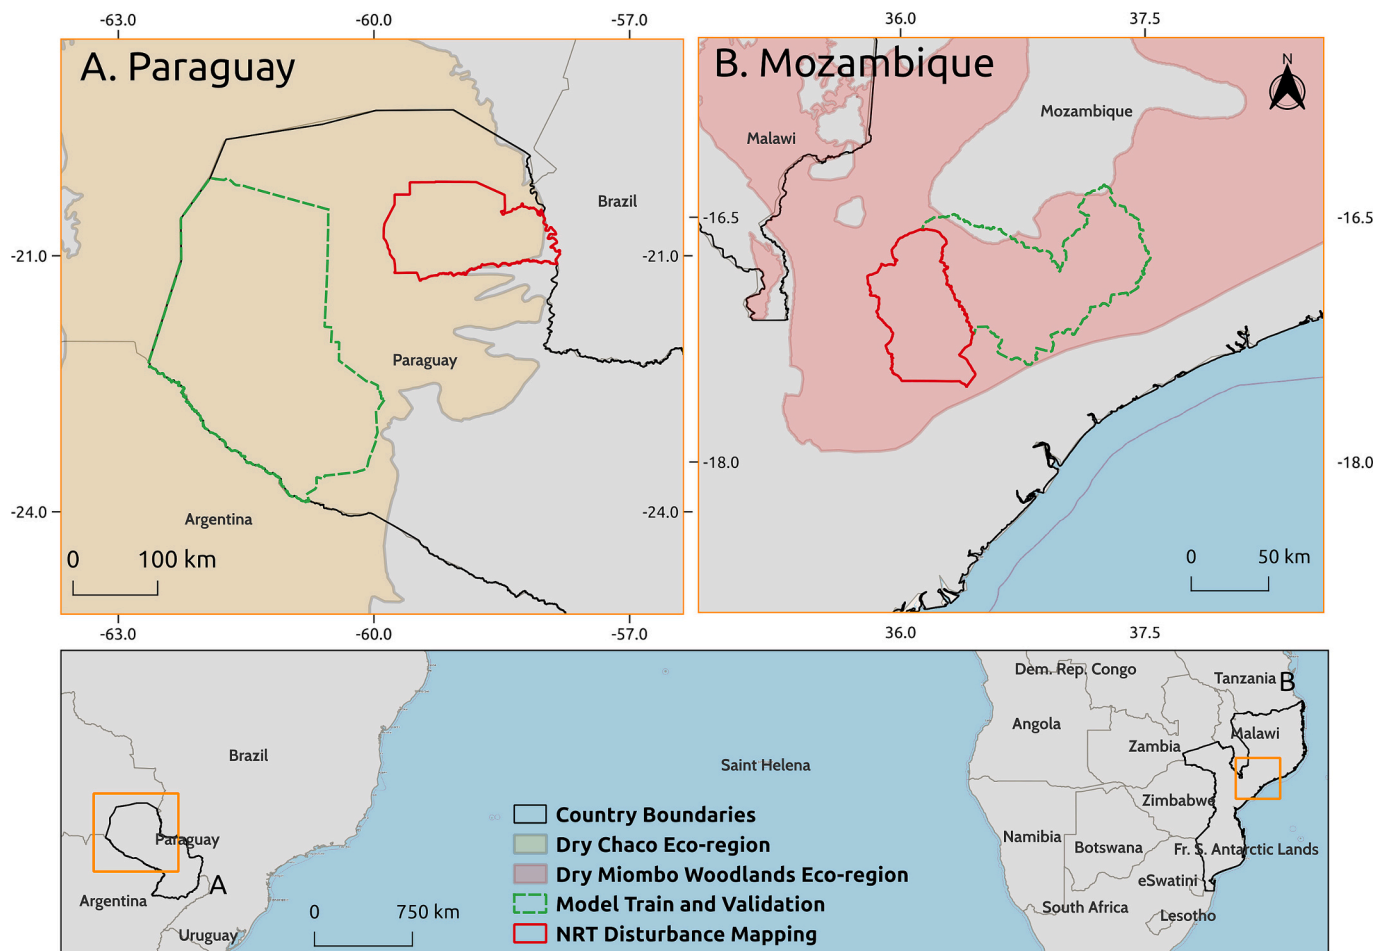 -63.0
-60.0
-57.0
36.0
37.5
A. Paraguay
B. Mozambique
N
Mozambique
Malawi
Brazil
-16.5
-16.5
-21.0
-21.0
Paraguay
-18.0
-18.0
-24.0
-24.0
Argentina
0
100 km
0
50 km
-63.0
-60.0
-57.0
36.0
37.5
Dem. Rep. Congo
Tanzania
B
Angola
Malawi
Zambia
Brazil
Saint Helena
Zimbabwe
Country Boundaries
Namibia
Paraguay
Dry Chaco Eco-region
Botswana
Fr. S. Antarctic Lands
Dry Miombo Woodlands Eco-region
eSwatini
A
Argentina
Model Train and Validation
South Africa
0
750 km
Lesotho
Uruguay
NRT Disturbance Mapping